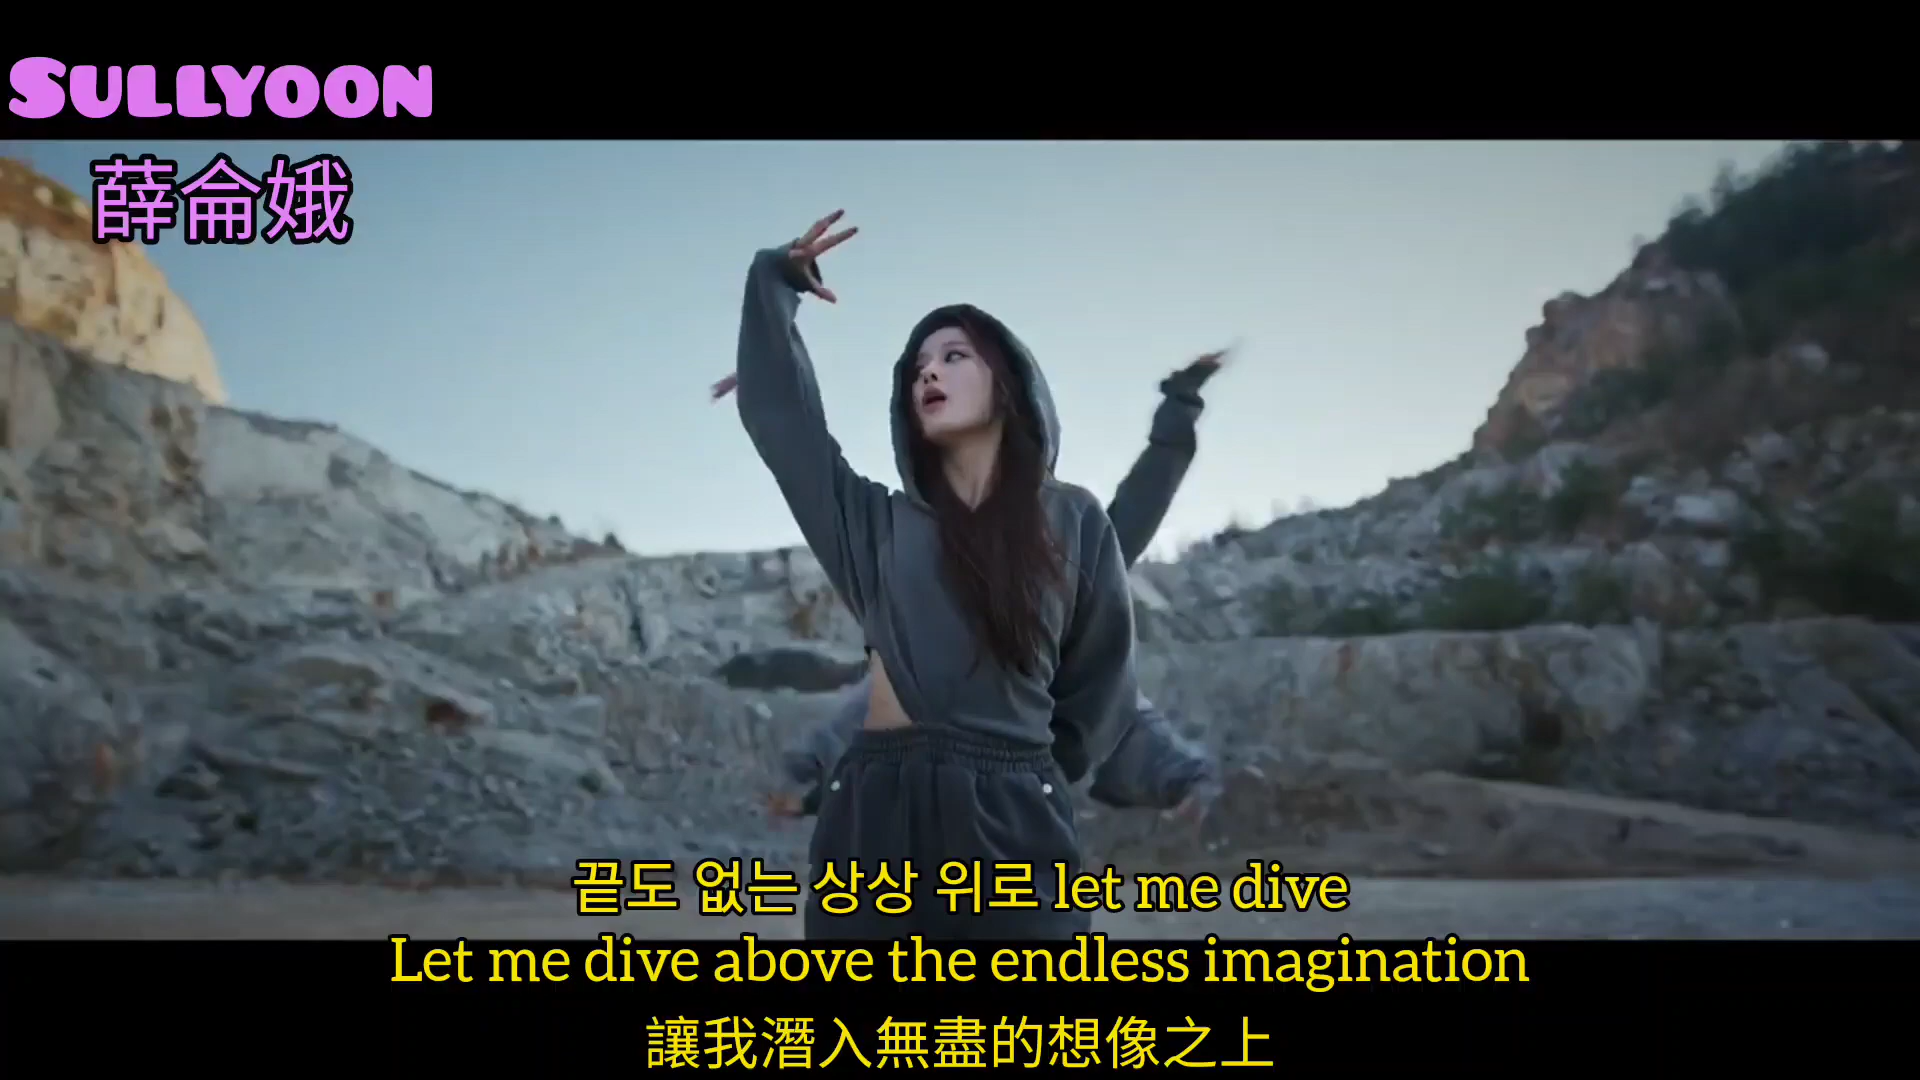 SULLYOON
薛侖娥
끝도 없는 상상 위로 let me dive
Let me dive above the endless imagination
讓我潛入無盡的想像之上